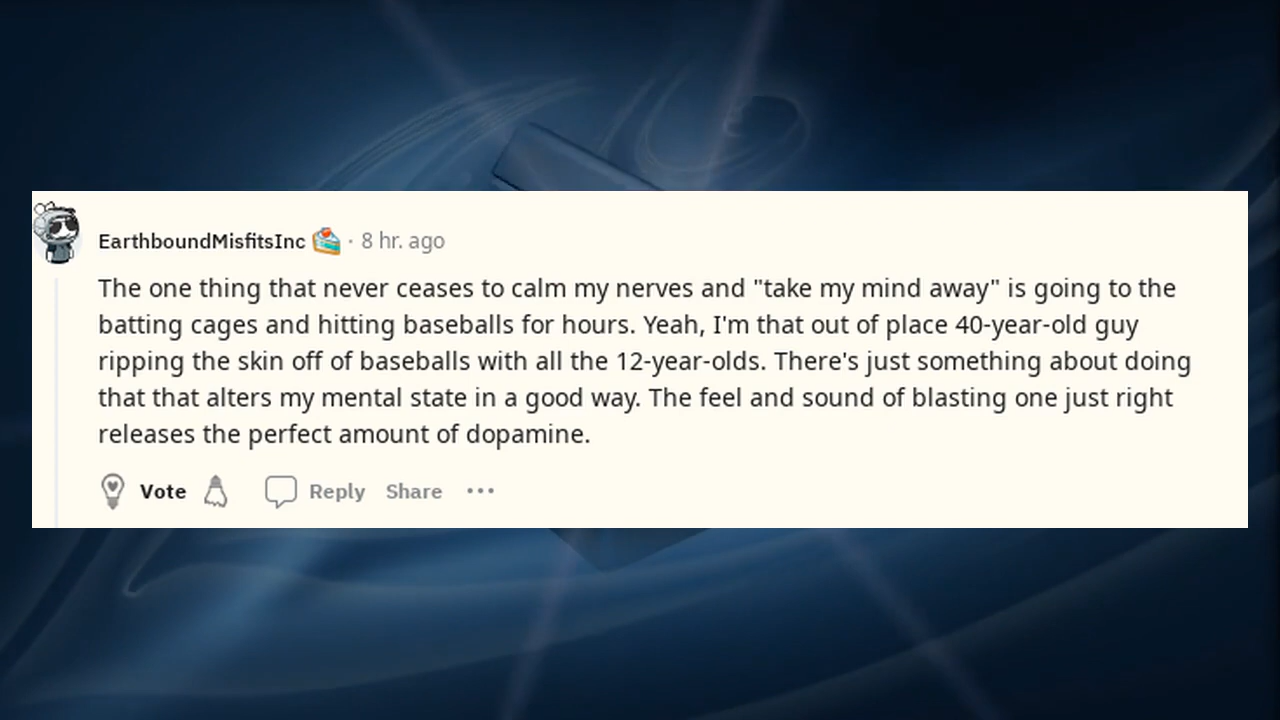 EarthboundMisfitsInc · 8 hr. ago
The one thing that never ceases to calm my nerves and "take my mind away" is going to the
batting cages and hitting baseballs for hours. Yeah, I'm that out of place 40-year-old guy
ripping the skin off of baseballs with all the 12-year-olds. There's just something about doing
that that alters my mental state in a good way. The feel and sound of blasting one just right
releases the perfect amount of dopamine.
Vote Reply Share •••